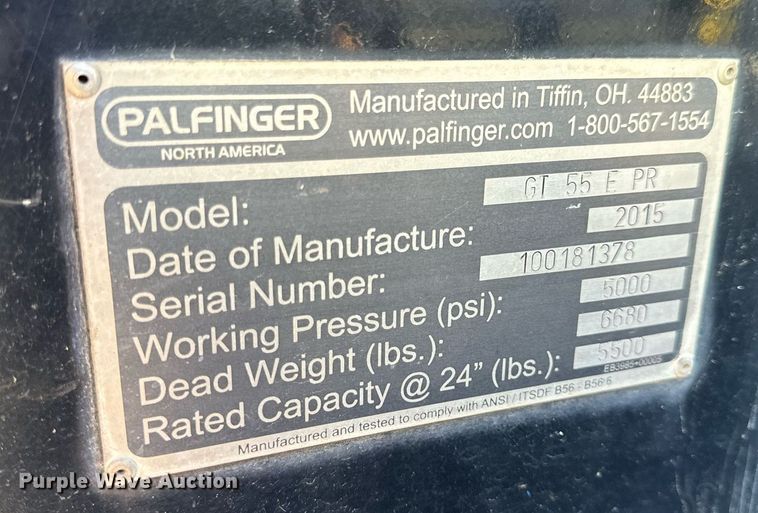 PALFINGER
NORTH AMERICA
Manufactured in Tiffin, OH. 44883
www.palfinger.com 1-800-567-1554
Model: GT 55 E PR
Date of Manufacture: 2015
Serial Number: 100181378
Working Pressure (psi): 5000
Dead Weight (lbs.): 6680
Rated Capacity @ 24" (lbs.): 5500
EB3985+00005
Manufactured and tested to comply with ANSI / ITSDF B56 - B56.6
Purple Wave Auction